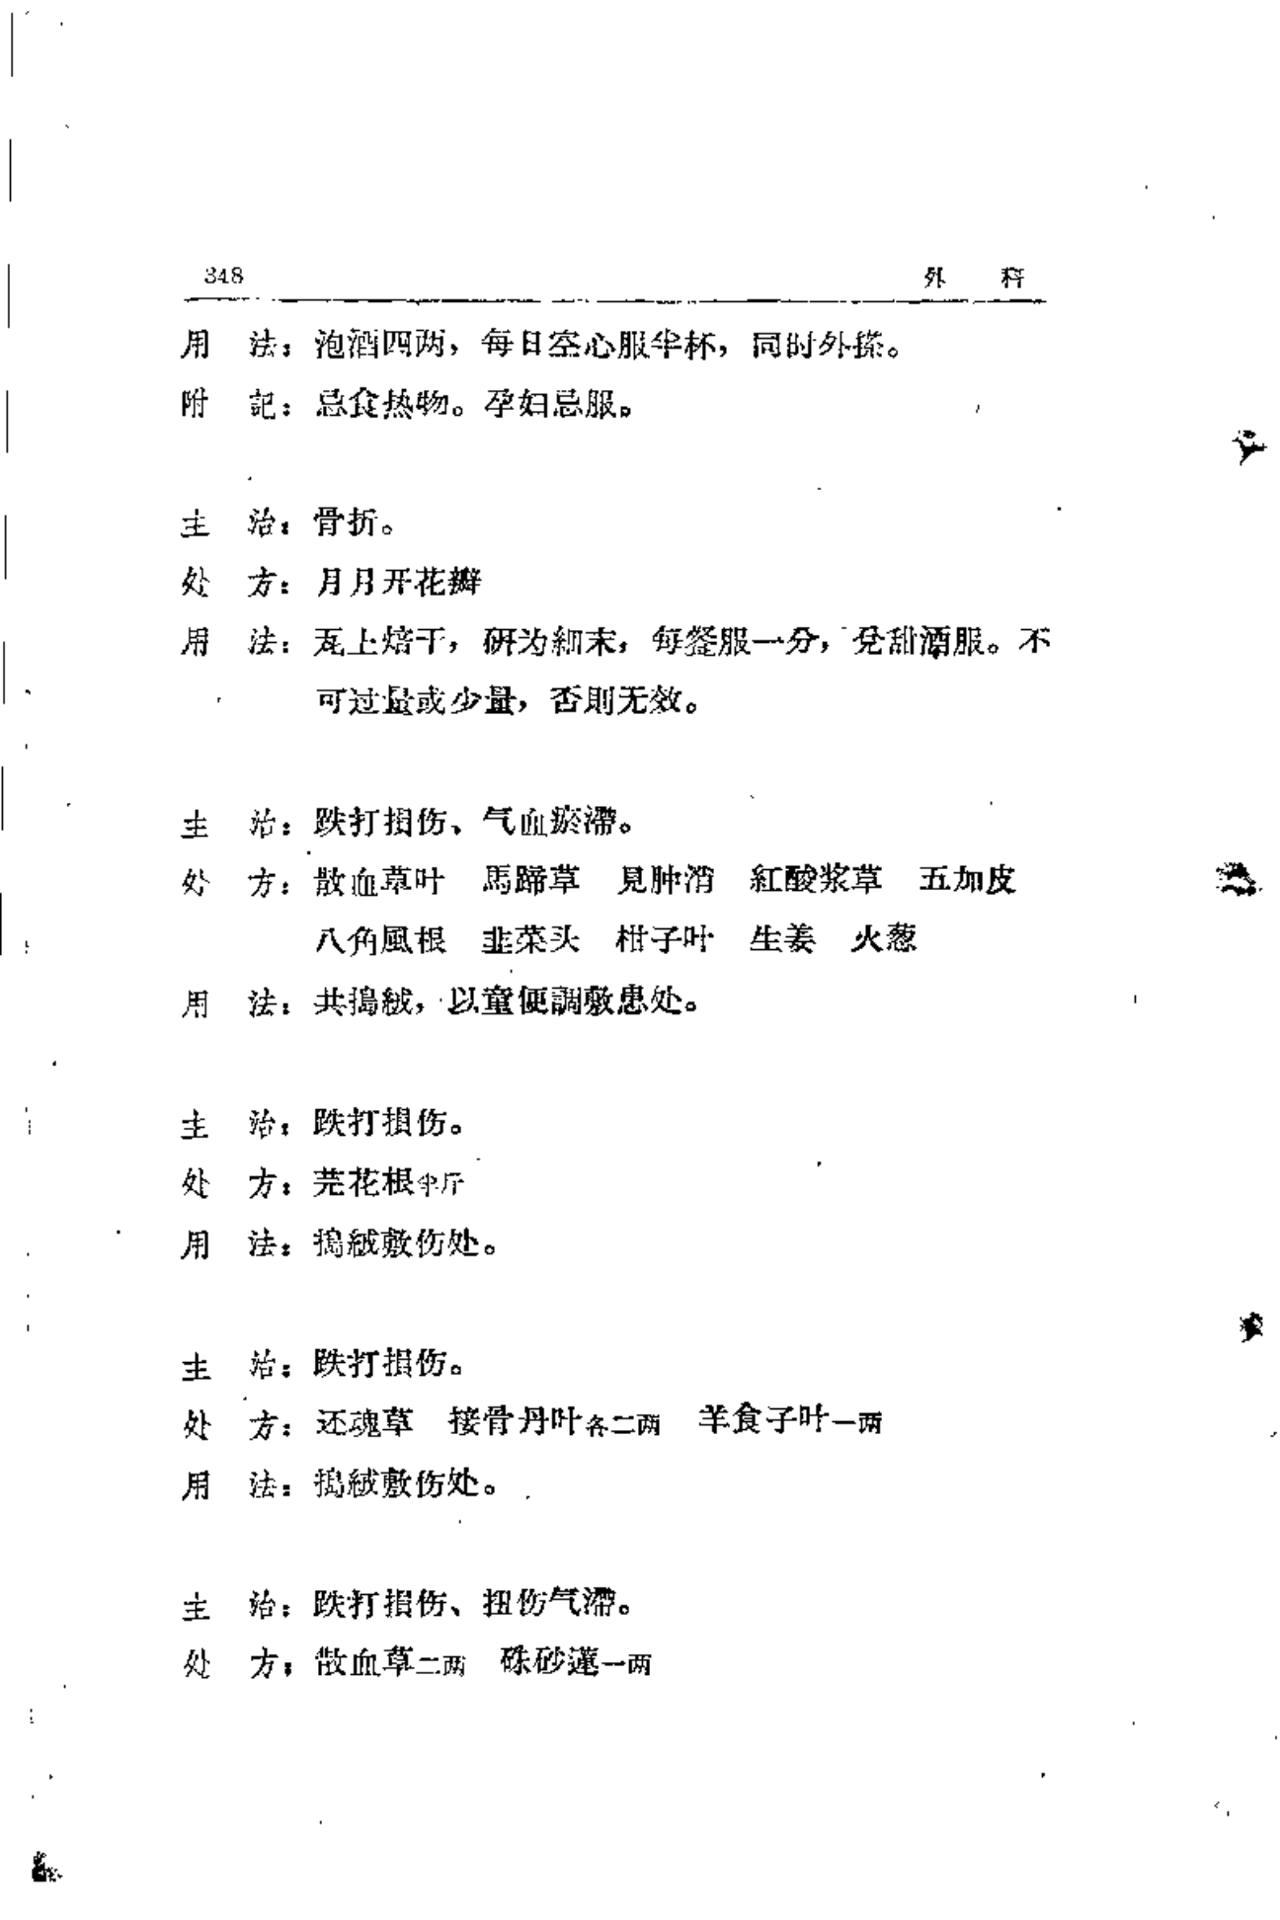 348 外 科
用 法：泡酒四两，每日空心服半杯，同时外搽。
附 記：忌食热物。孕妇忌服。
主 治：骨折。
处 方：月月开花瓣
用 法：瓦上焙干，研为細末，每餐服一分，兌甜酒服。不
可过量或少量，否則无效。
主 治：跌打損伤、气血瘀滯。
处 方：散血草叶 馬蹄草 見肿消 紅酸浆草 五加皮
八角風根 韭菜头 柑子叶 生姜 火葱
用 法：共搗絨，以童便調敷患处。
主 治：跌打損伤。
处 方：芫花根半斤
用 法：搗絨敷伤处。
主 治：跌打損伤。
处 方：还魂草 接骨丹叶各二两 羊食子叶一两
用 法：搗絨敷伤处。
主 治：跌打損伤、扭伤气滯。
处 方：散血草二两 硃砂蓮一两